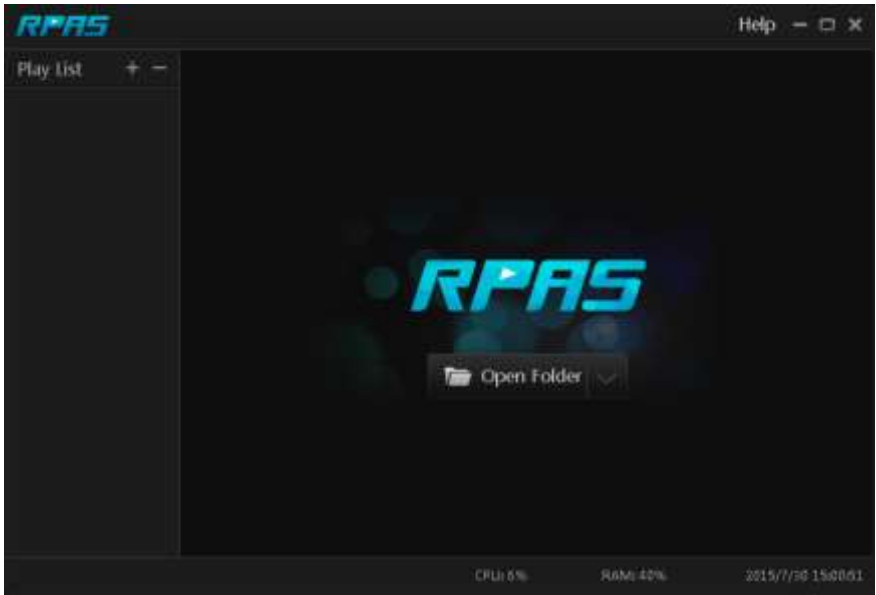 RPAS Help
Play List + −
RPAS
Open Folder
CPU: 6% RAM: 40% 2015/7/30 15:00:51